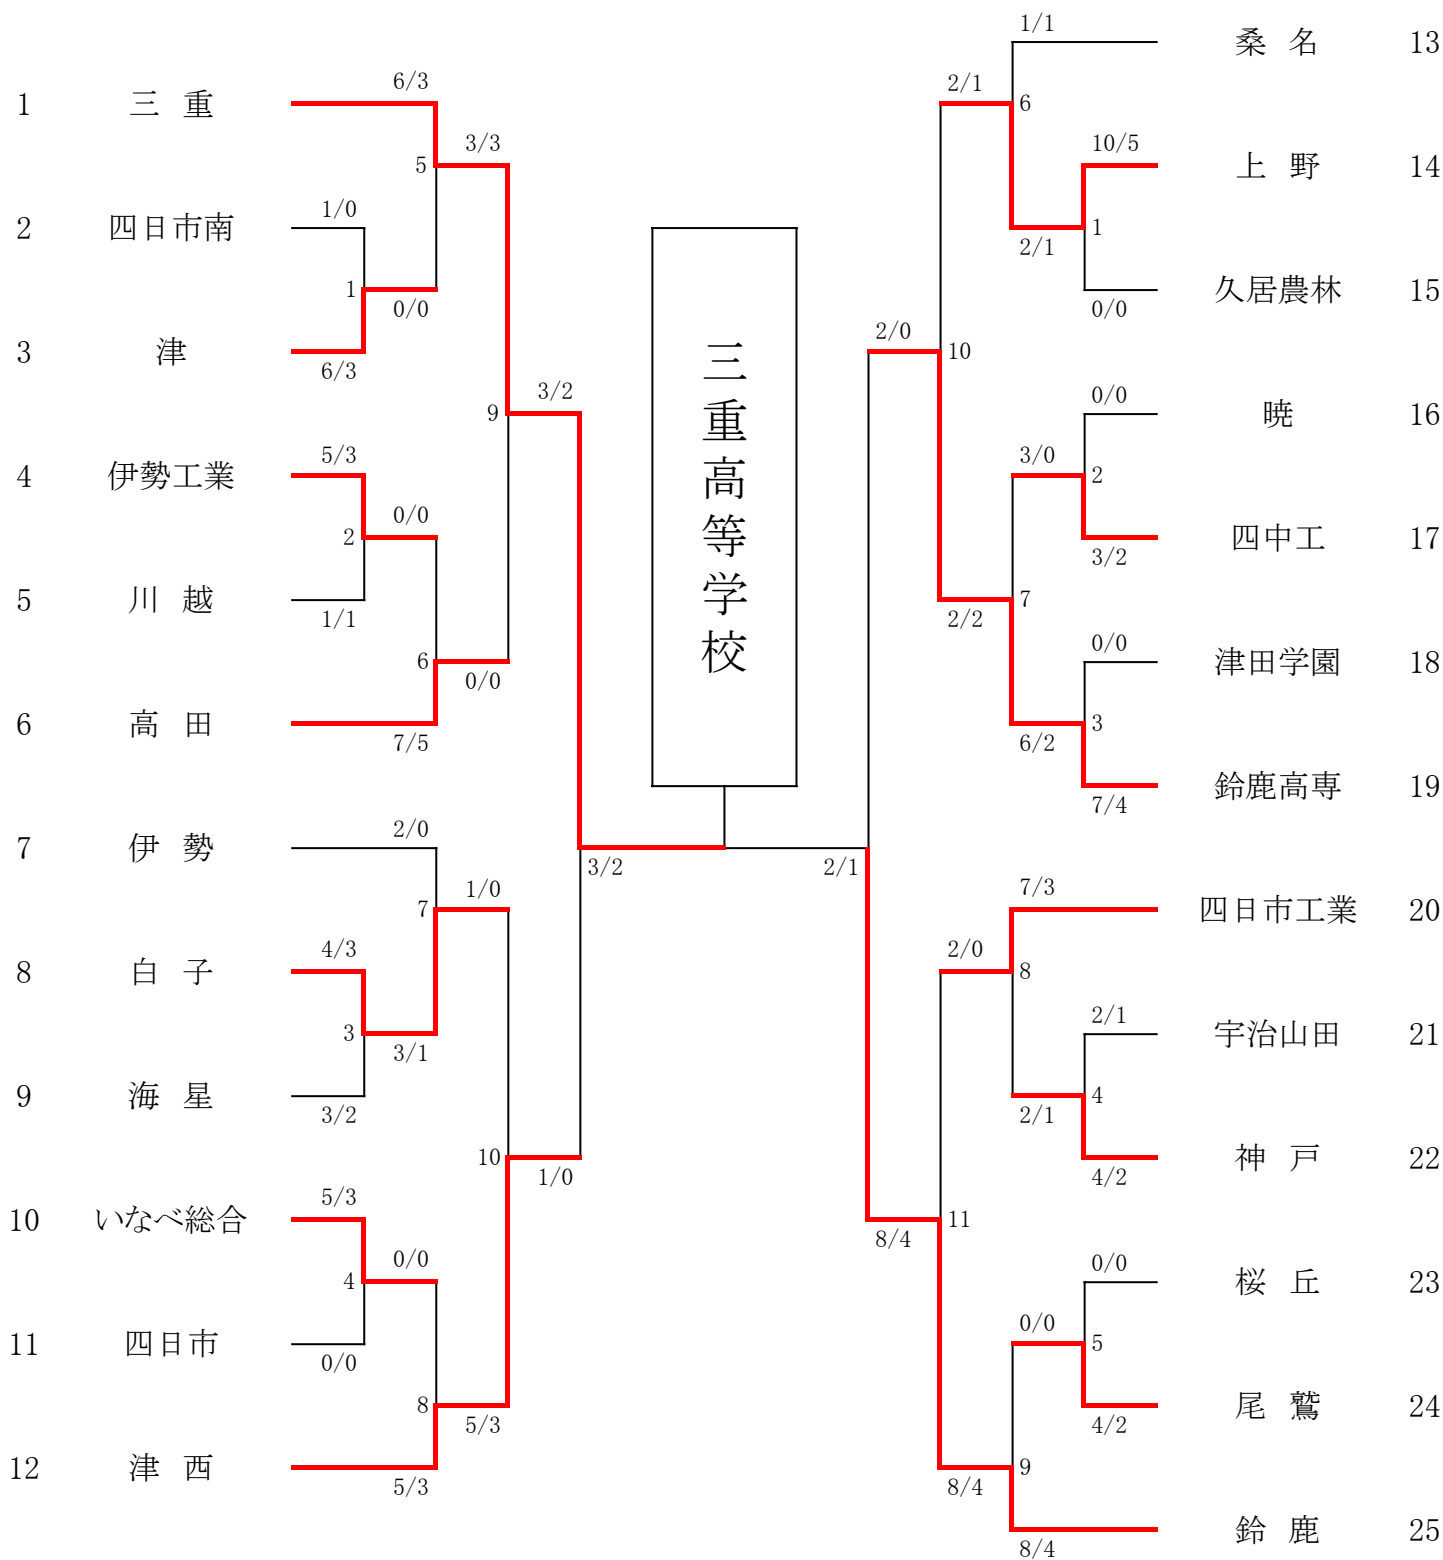 1 三重 6/3
5 3/3
2 四日市南 1/0
1 0/0
3 津 6/3
9 3/2
4 伊勢工業 5/3
2 0/0
5 川越 1/1
6 0/0
6 高田 7/5
7 伊勢 2/0
7 1/0
8 白子 4/3
3 3/1
9 海星 3/2
10 1/0
10 いなべ総合 5/3
4 0/0
11 四日市 0/0
8 5/3
12 津西 5/3
3/2
三重高等学校
2/1
1/1 桑名 13
2/1 6
10/5 上野 14
2/1 1
0/0 久居農林 15
2/0 10
0/0 暁 16
3/0 2
3/2 四中工 17
2/2 7
0/0 津田学園 18
6/2 3
7/4 鈴鹿高専 19
7/3 四日市工業 20
2/0 8
2/1 宇治山田 21
2/1 4
4/2 神戸 22
8/4 11
0/0 桜丘 23
0/0 5
4/2 尾鷲 24
8/4 9
8/4 鈴鹿 25